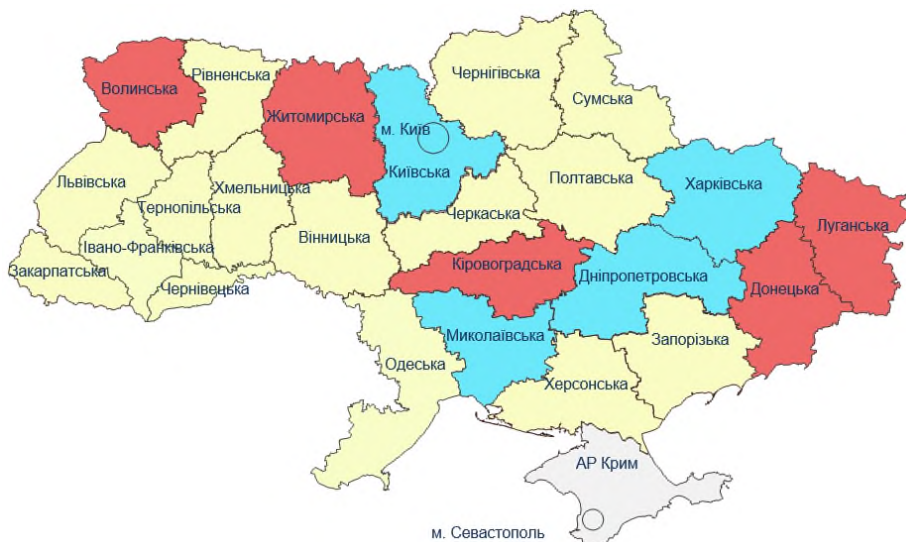 Чернігівська
Рівненська
Волинська
Сумська
Житомирська
м. Київ
Київська
Полтавська
Харківська
Львівська
Хмельницька
Тернопільська
Черкаська
Луганська
Вінницька
Івано-Франківська
Кіровоградська
Закарпатська
Дніпропетровська
Донецька
Чернівецька
Миколаївська
Запорізька
Одеська
Херсонська
АР Крим
м. Севастополь